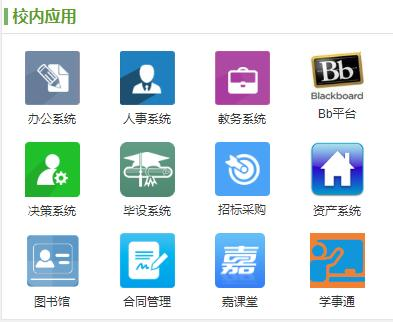 校内应用
办公系统
人事系统
教务系统
Bb
Blackboard
Bb平台
决策系统
毕设系统
招标采购
资产系统
图书馆
合同管理
嘉
嘉课堂
学事通